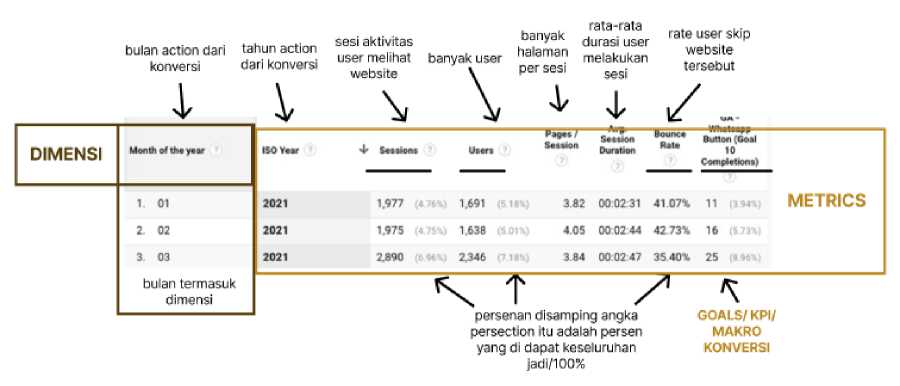 bulan action dari
konversi
tahun action
dari konversi
sesi aktivitas
user melihat
website
banyak user
banyak
halaman
per sesi
rata-rata
durasi user
melakukan
sesi
rate user skip
website
tersebut
DIMENSI
Month of the year ?
ISO Year ?
Sessions ?
Users ?
Pages /
Session
?
Avg.
Session
Duration
?
Bounce
Rate
?
GA -
Whatsapp
Button (Goal
10
Completions)
?
METRICS
1. 01 2021 1,977 (4.76%) 1,691 (5.18%) 3.82 00:02:31 41.07% 11 (3.94%)
2. 02 2021 1,975 (4.75%) 1,638 (5.01%) 4.05 00:02:44 42.73% 16 (5.73%)
3. 03 2021 2,890 (6.96%) 2,346 (7.18%) 3.84 00:02:47 35.40% 25 (8.96%)
bulan termasuk
dimensi
persenan disamping angka
persection itu adalah persen
yang di dapat keseluruhan
jadi/100%
GOALS/ KPI/
MAKRO
KONVERSI